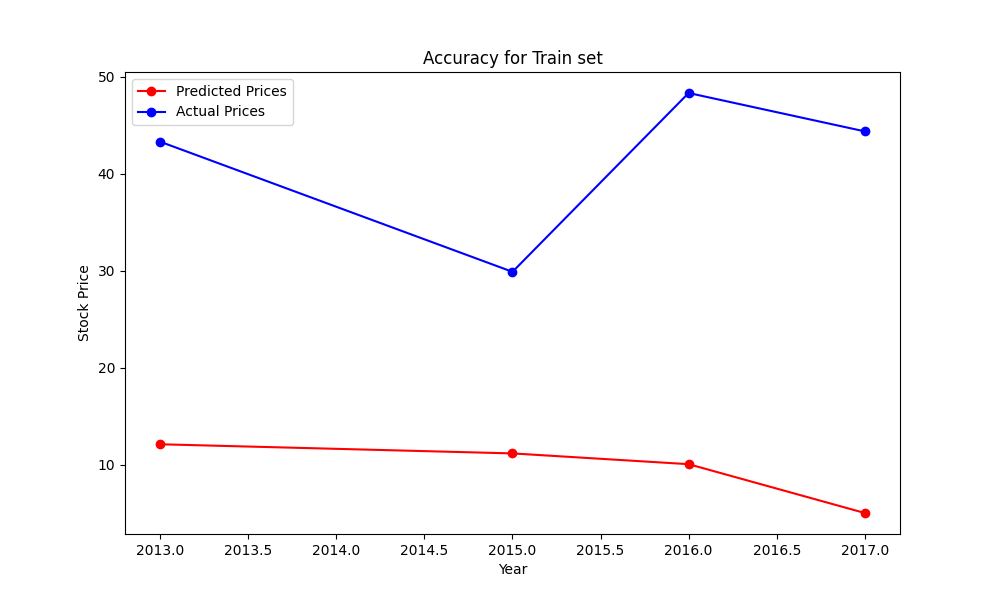 Accuracy for Train set
Predicted Prices
Actual Prices
50
40
30
20
10
Stock Price
2013.0 2013.5 2014.0 2014.5 2015.0 2015.5 2016.0 2016.5 2017.0
Year